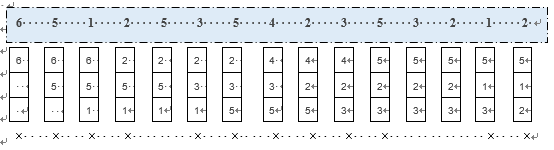 6 5 1 2 5 3 5 4 2 3 5 3 2 1 2
6 6 6 2 2 2 2 4 4 4 5 5 5 5 5
5 5 5 5 3 3 3 2 2 2 2 2 1 1
1 1 1 1 5 5 5 3 3 3 3 3 2
× × × × × × × × × × × ×